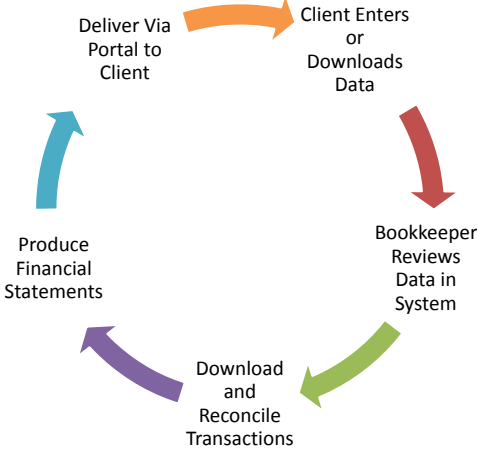 Client Enters
or
Downloads
Data
Bookkeeper
Reviews
Data in
System
Download
and
Reconcile
Transactions
Produce
Financial
Statements
Deliver Via
Portal to
Client